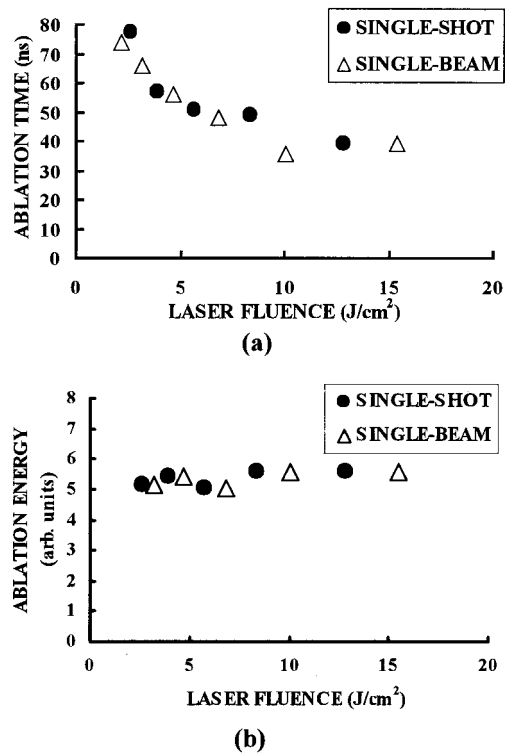 80
70
60
50
40
30
20
10
0
ABLATION TIME (ns)
SINGLE-SHOT
SINGLE-BEAM
0 5 10 15 20
LASER FLUENCE (J/cm²)
(a)
8
7
6
5
4
3
2
1
0
ABLATION ENERGY
(arb. units)
SINGLE-SHOT
SINGLE-BEAM
0 5 10 15 20
LASER FLUENCE (J/cm²)
(b)